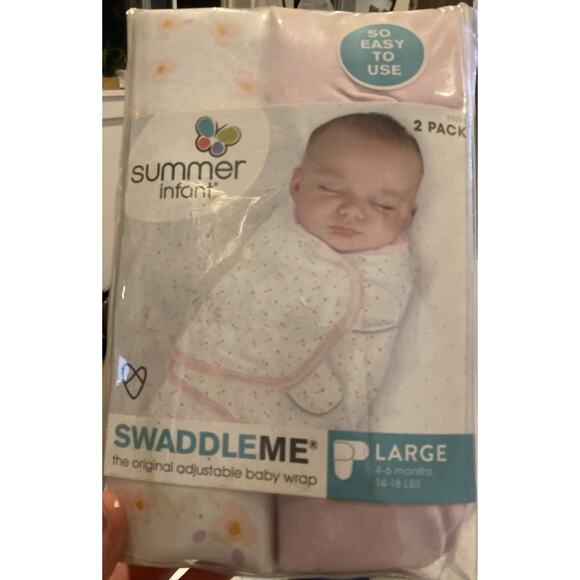 SO
EASY
TO
USE
2 PACK
summer
infant®
SWADDLEME®
the original adjustable baby wrap
LARGE
4-6 months
14-18 LBS